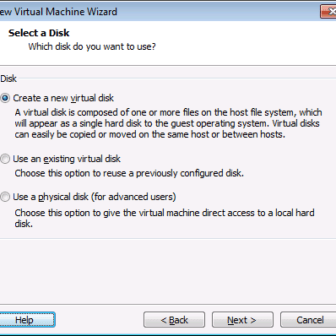 ew Virtual Machine Wizard
Select a Disk
Which disk do you want to use?
Disk
Create a new virtual disk
A virtual disk is composed of one or more files on the host file system, which
will appear as a single hard disk to the guest operating system. Virtual disks
can easily be copied or moved on the same host or between hosts.
Use an existing virtual disk
Choose this option to reuse a previously configured disk.
Use a physical disk (for advanced users)
Choose this option to give the virtual machine direct access to a local hard
disk.
Help
< Back
Next >
Cancel